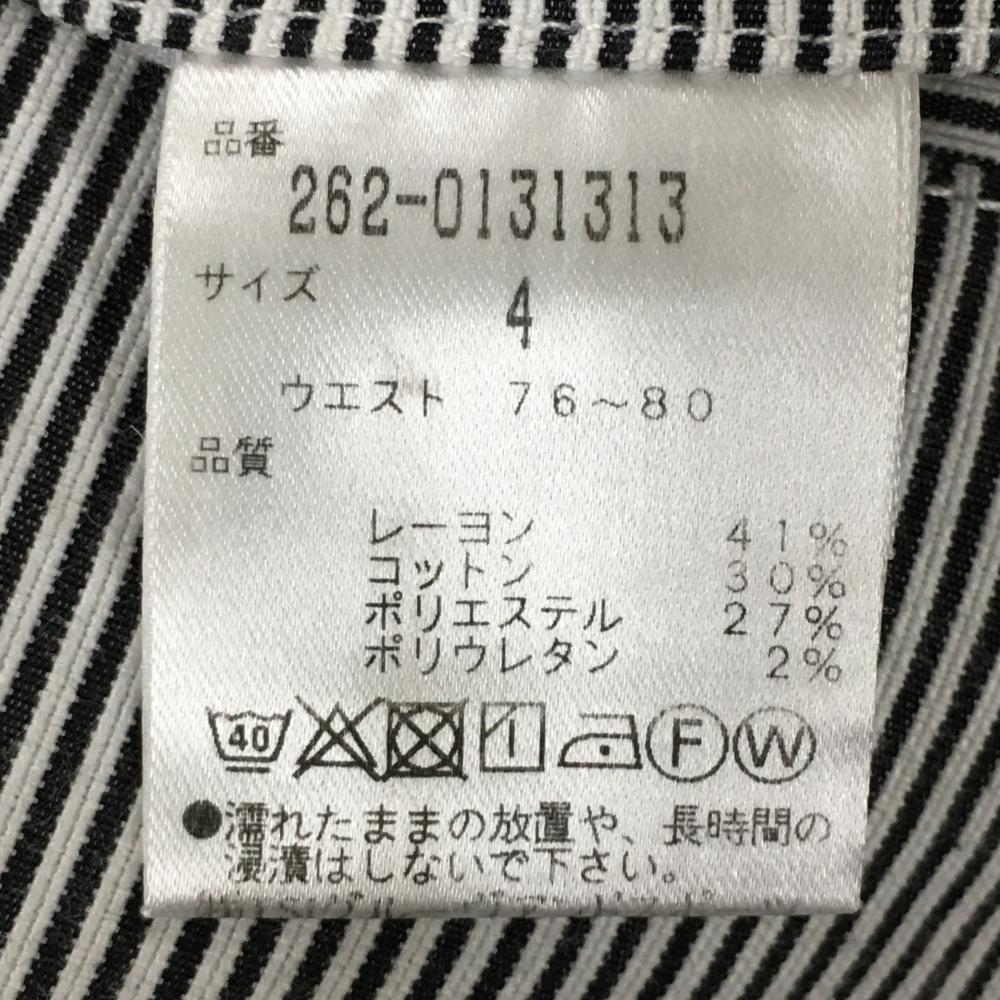 品番
262-0131313
サイズ
4
ウエスト 76~80
品質
レーヨン 41%
コットン 30%
ポリエステル 27%
ポリウレタン 2%
40 F W
●濡れたままの放置や、長時間の
浸漬はしないで下さい。